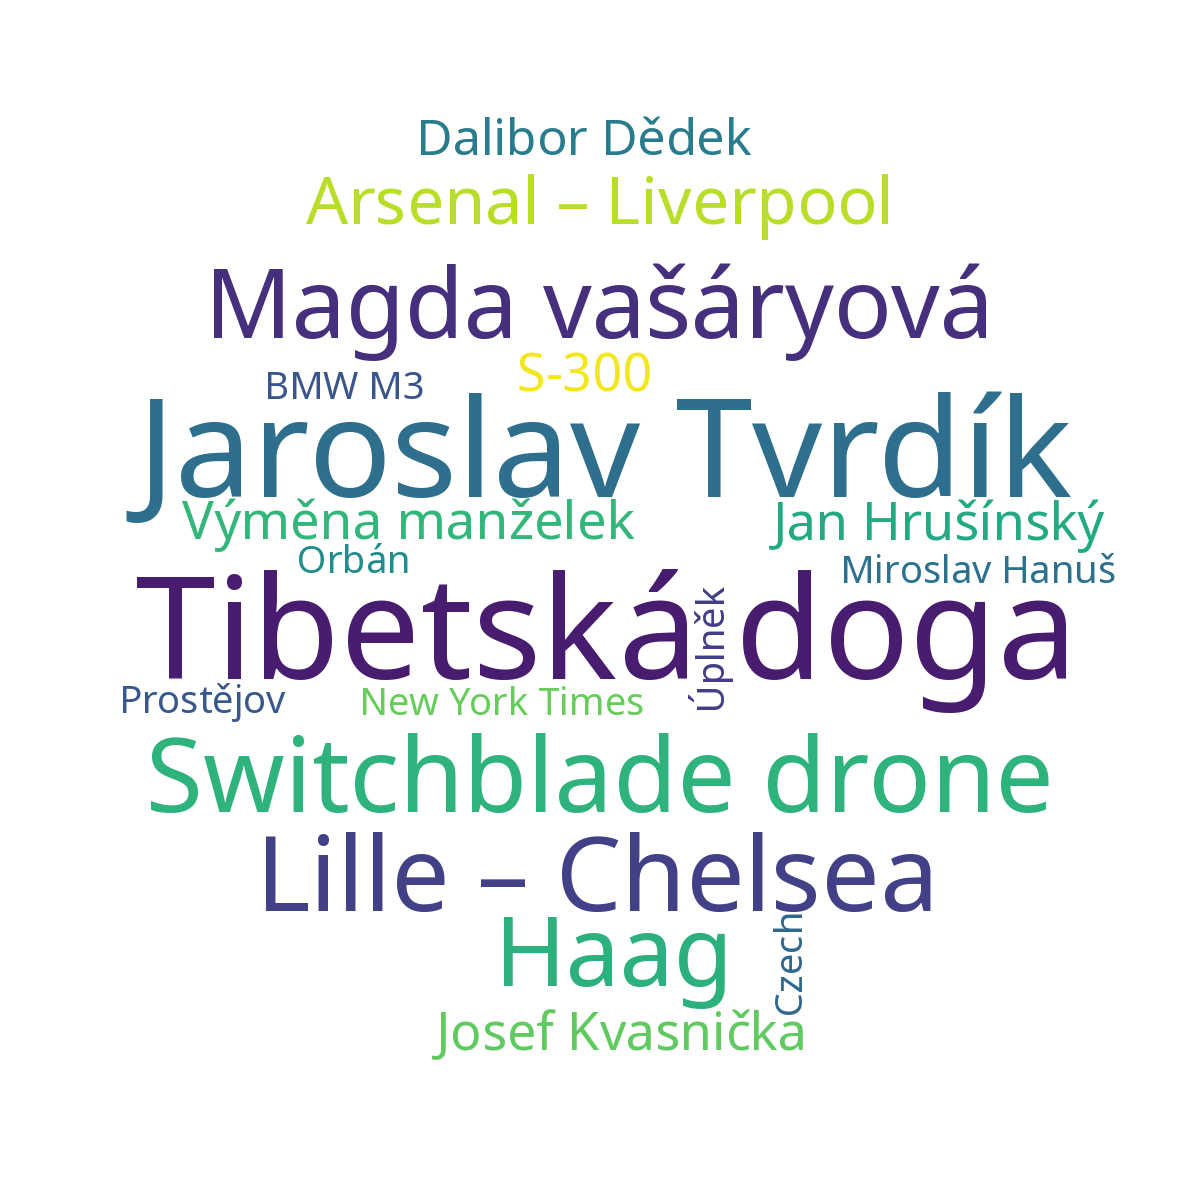 Dalibor Dědek
Arsenal – Liverpool
Magda vašáryová
S-300
BMW M3
Jaroslav Tvrdík
Výměna manželek
Jan Hrušínský
Orbán
Miroslav Hanuš
Tibetská doga
Úplněk
Prostějov
New York Times
Switchblade drone
Lille – Chelsea
Haag
Czech
Josef Kvasnička